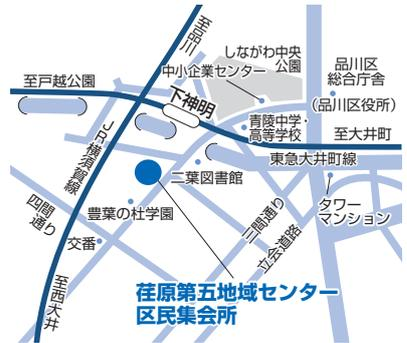 至品川
しながわ中央
公園
品川区
総合庁舎
（品川区役所）
中小企業センター
至戸越公園
下神明
青陵中学・
高等学校
至大井町
JR横須賀線
東急大井町線
二葉図書館
四間
通り
豊葉の杜学園
三間通り
タワー
マンション
立会道路
交番
至西大井
荏原第五地域センター
区民集会所